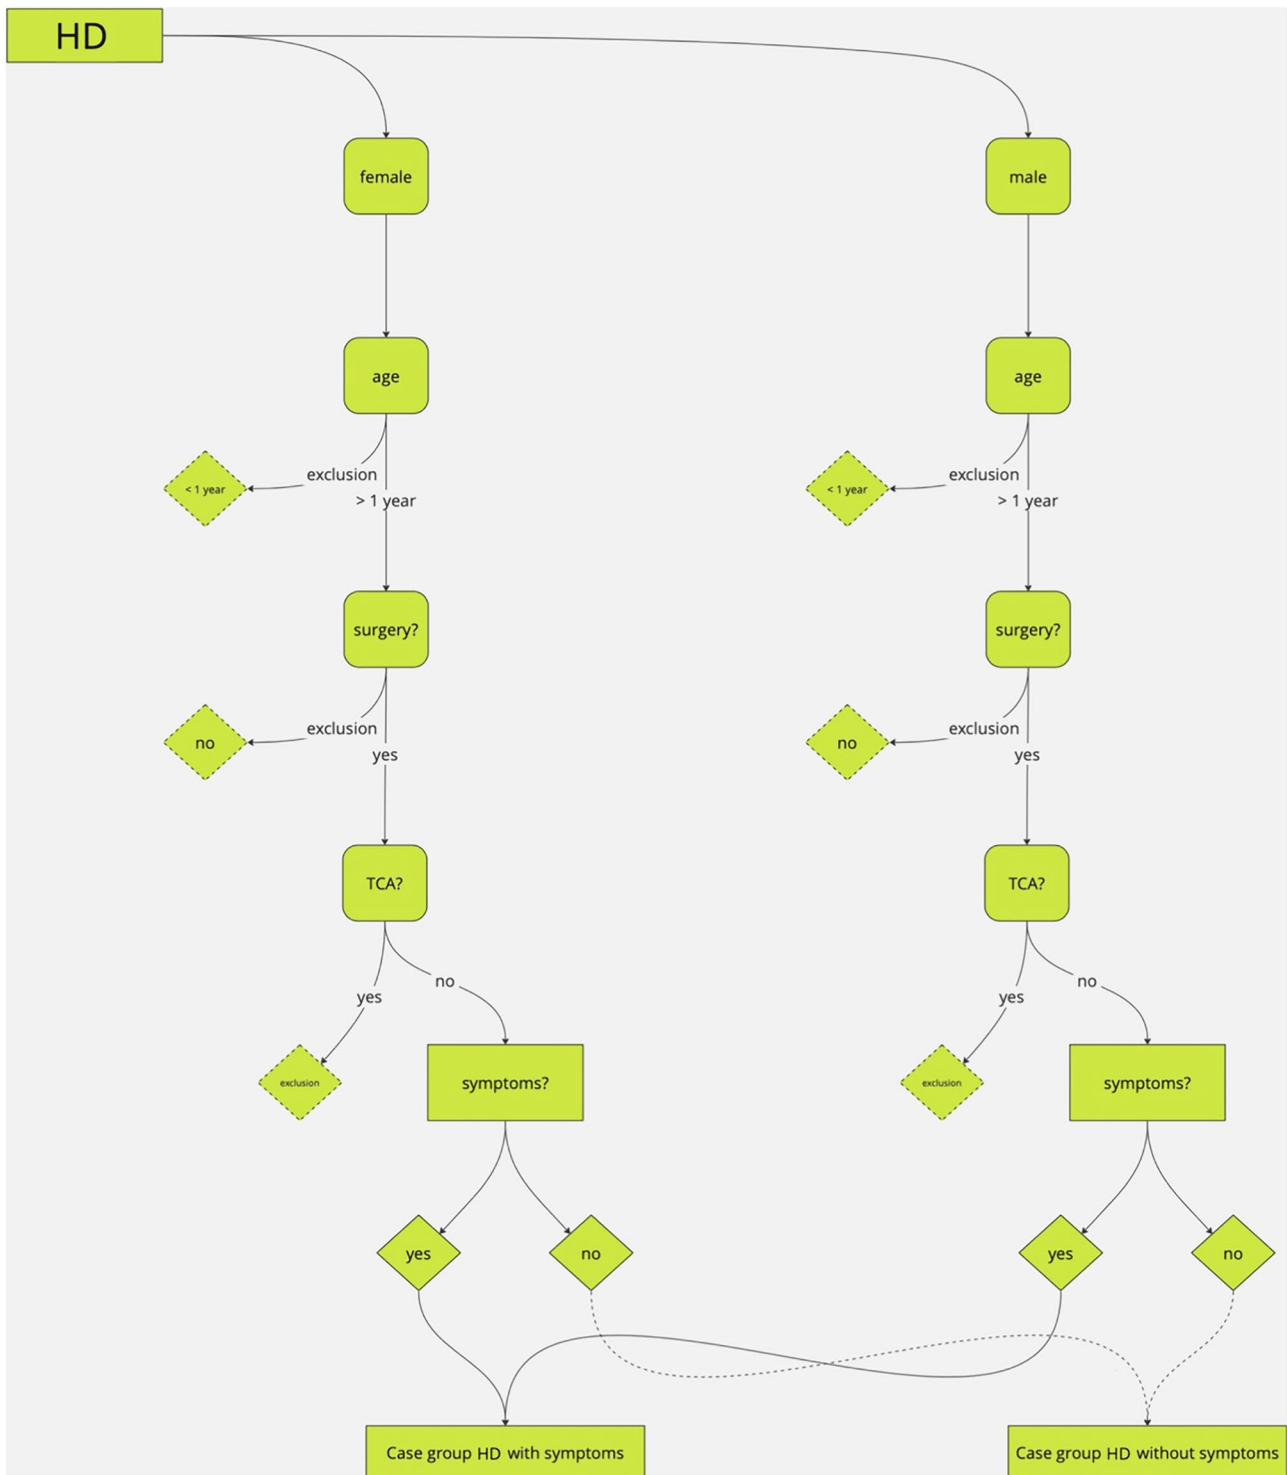 HD
female
male
age
age
exclusion
exclusion
< 1 year
< 1 year
> 1 year
> 1 year
surgery?
surgery?
exclusion
exclusion
no
no
yes
yes
TCA?
TCA?
no
no
yes
yes
exclusion
symptoms?
exclusion
symptoms?
yes
no
yes
no
Case group HD with symptoms
Case group HD without symptoms